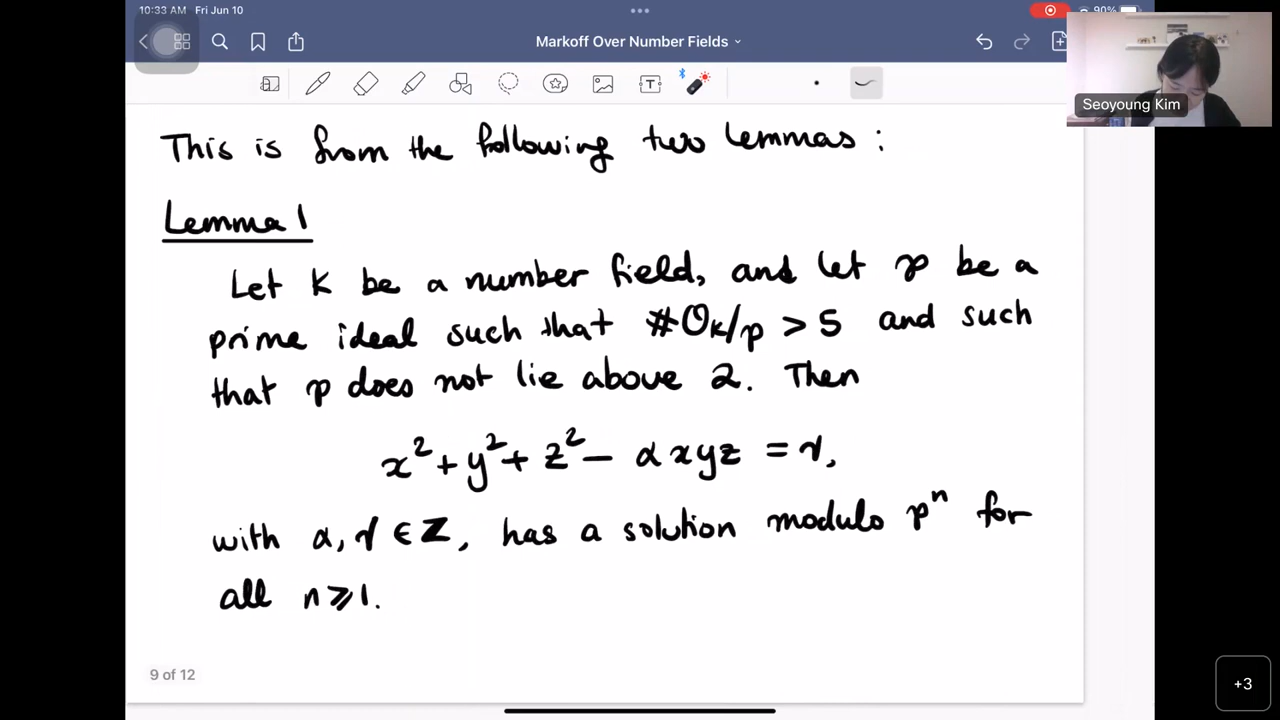 10:33 AM Fri Jun 10
90%
Markoff Over Number Fields
Seoyoung Kim
This is from the following two lemmas :
Lemma 1
Let K be a number field, and let 𝔭 be a
prime ideal such that #𝒪_K/𝔭 > 5 and such
that 𝔭 does not lie above 2. Then
x² + y² + z² − αxyz = γ,
with α, γ ∈ ℤ, has a solution modulo 𝔭ⁿ for
all n ⩾ 1.
9 of 12
+3